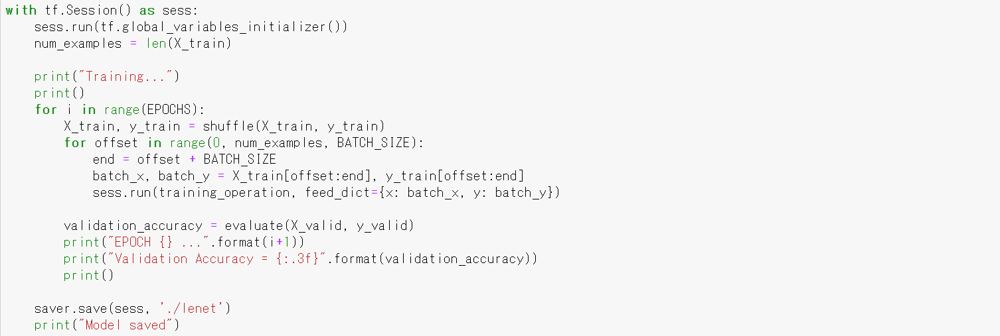 with tf.Session() as sess:
    sess.run(tf.global_variables_initializer())
    num_examples = len(X_train)

    print("Training...")
    print()
    for i in range(EPOCHS):
        X_train, y_train = shuffle(X_train, y_train)
        for offset in range(0, num_examples, BATCH_SIZE):
            end = offset + BATCH_SIZE
            batch_x, batch_y = X_train[offset:end], y_train[offset:end]
            sess.run(training_operation, feed_dict={x: batch_x, y: batch_y})

        validation_accuracy = evaluate(X_valid, y_valid)
        print("EPOCH {} ...".format(i+1))
        print("Validation Accuracy = {:.3f}".format(validation_accuracy))
        print()

    saver.save(sess, './lenet')
    print("Model saved")